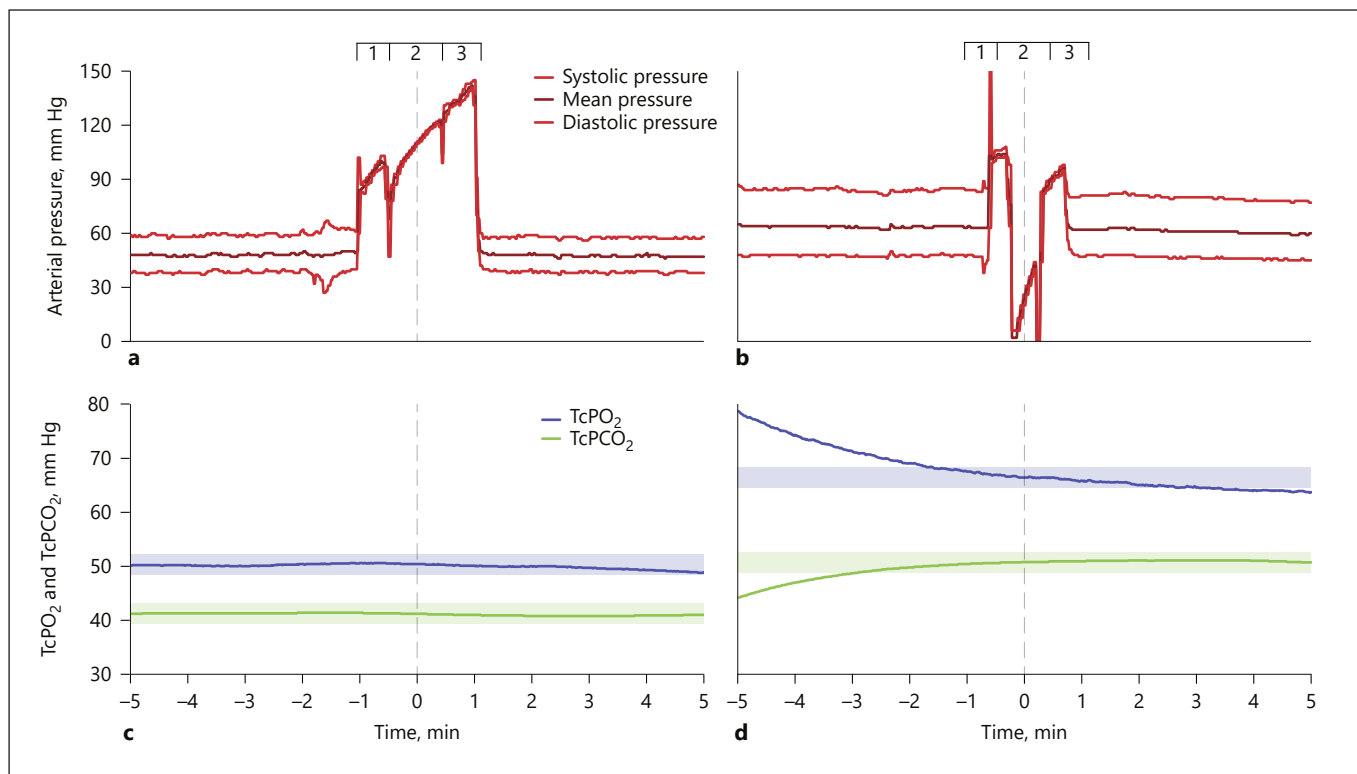 1 2 3
1 2 3
150
120
90
60
30
0
Arterial pressure, mm Hg
Systolic pressure
Mean pressure
Diastolic pressure
a
b
80
70
60
50
40
30
TcPO2 and TcPCO2, mm Hg
TcPO2
TcPCO2
–5 –4 –3 –2 –1 0 1 2 3 4 5
–5 –4 –3 –2 –1 0 1 2 3 4 5
Time, min
Time, min
c
d